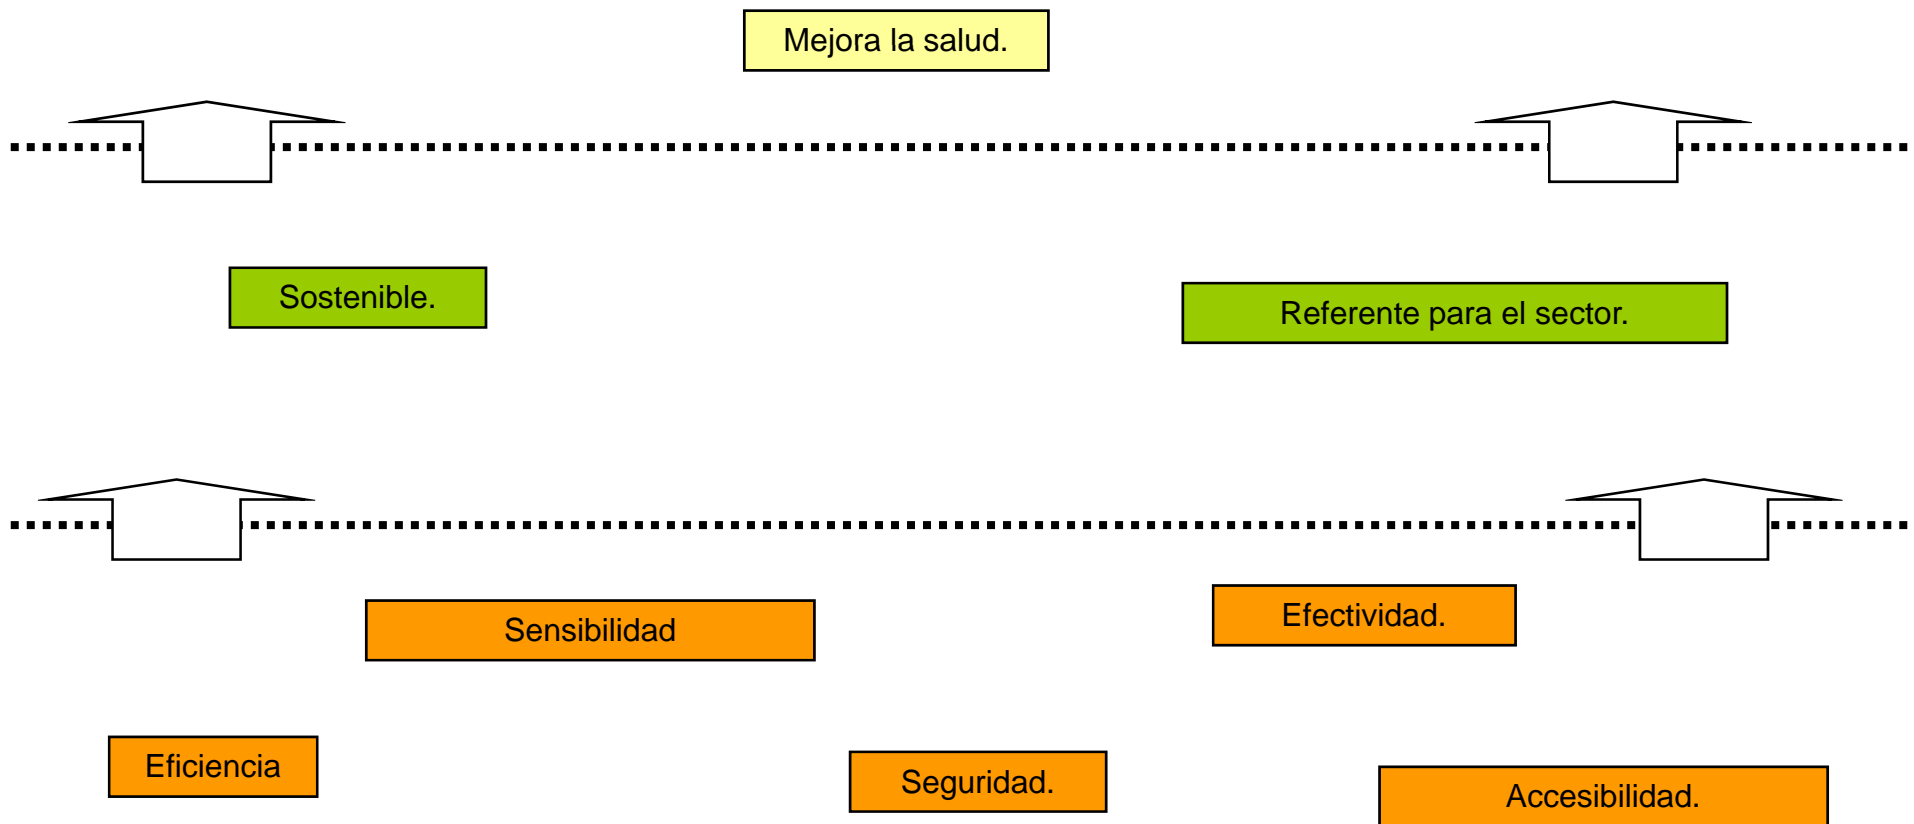 Mejora la salud.
Sostenible.
Referente para el sector.
Sensibilidad
Efectividad.
Eficiencia
Seguridad.
Accesibilidad.